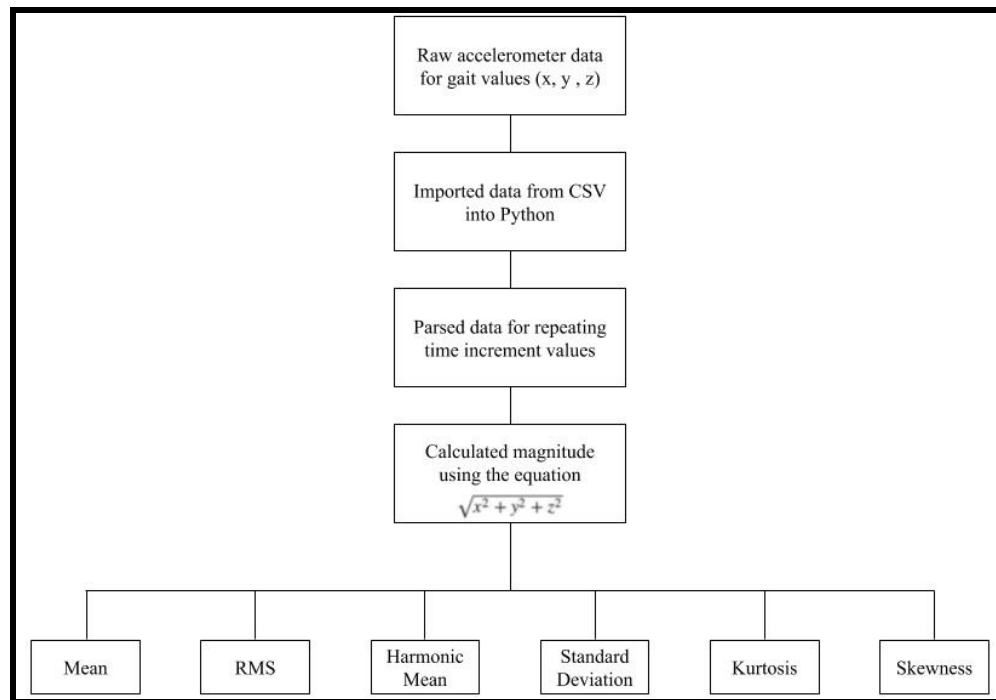 Raw accelerometer data
for gait values (x, y , z)
Imported data from CSV
into Python
Parsed data for repeating
time increment values
Calculated magnitude
using the equation
√x² + y² + z²
Mean
RMS
Harmonic
Mean
Standard
Deviation
Kurtosis
Skewness